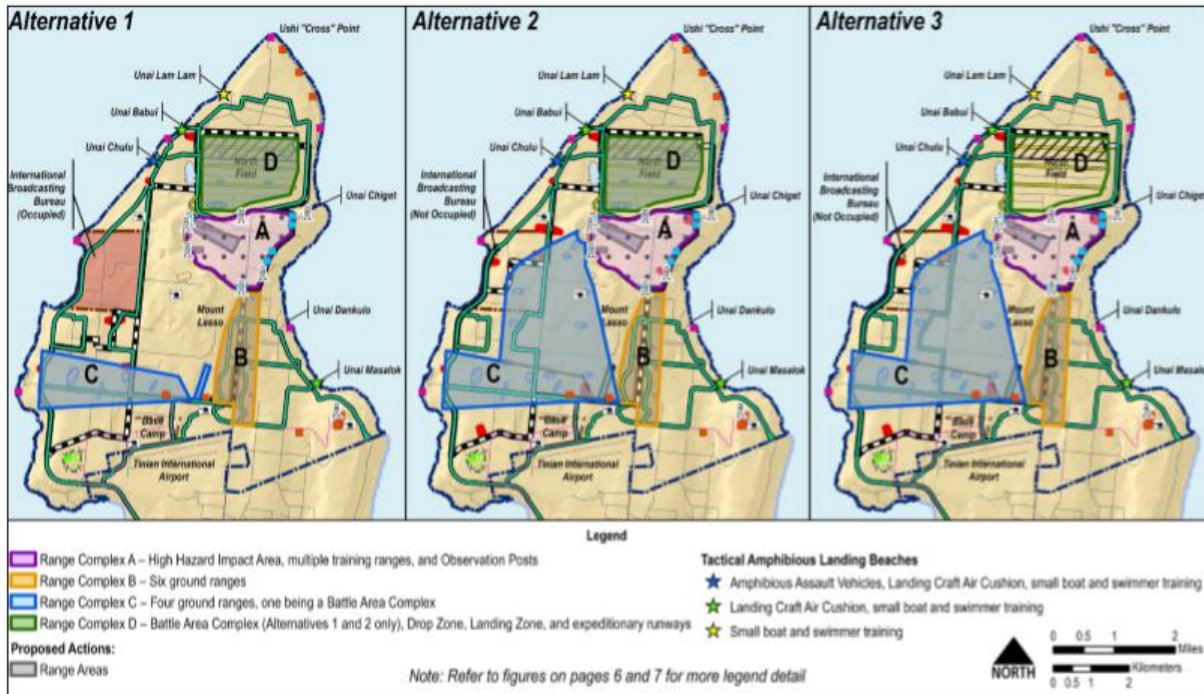 Alternative 1
Ushi "Cross" Point
Unai Lam Lam
Unai Babui
Unai Chulu
International
Broadcasting
Bureau
(Occupied)
D
North
Field
Unai Chiget
A
Mount
Lasso
Unai Dankulo
B
C
Unai Masalok
Base
Camp
Tinian International
Airport
Alternative 2
Ushi "Cross" Point
Unai Lam Lam
Unai Babui
Unai Chulu
International
Broadcasting
Bureau
(Not Occupied)
D
North
Field
Unai Chiget
A
Mount
Lasso
Unai Dankulo
B
C
Unai Masalok
Base
Camp
Tinian International
Airport
Alternative 3
Ushi "Cross" Point
Unai Lam Lam
Unai Babui
Unai Chulu
International
Broadcasting
Bureau
(Not Occupied)
D
North
Field
Unai Chiget
A
Mount
Lasso
Unai Dankulo
B
C
Unai Masalok
Base
Camp
Tinian International
Airport
Legend
Range Complex A – High Hazard Impact Area, multiple training ranges, and Observation Posts
Range Complex B – Six ground ranges
Range Complex C – Four ground ranges, one being a Battle Area Complex
Range Complex D – Battle Area Complex (Alternatives 1 and 2 only), Drop Zone, Landing Zone, and expeditionary runways
Proposed Actions:
Range Areas
Tactical Amphibious Landing Beaches
Amphibious Assault Vehicles, Landing Craft Air Cushion, small boat and swimmer training
Landing Craft Air Cushion, small boat and swimmer training
Small boat and swimmer training
Note: Refer to figures on pages 6 and 7 for more legend detail
NORTH
0 0.5 1 2
Miles
Kilometers
0 0.5 1 2